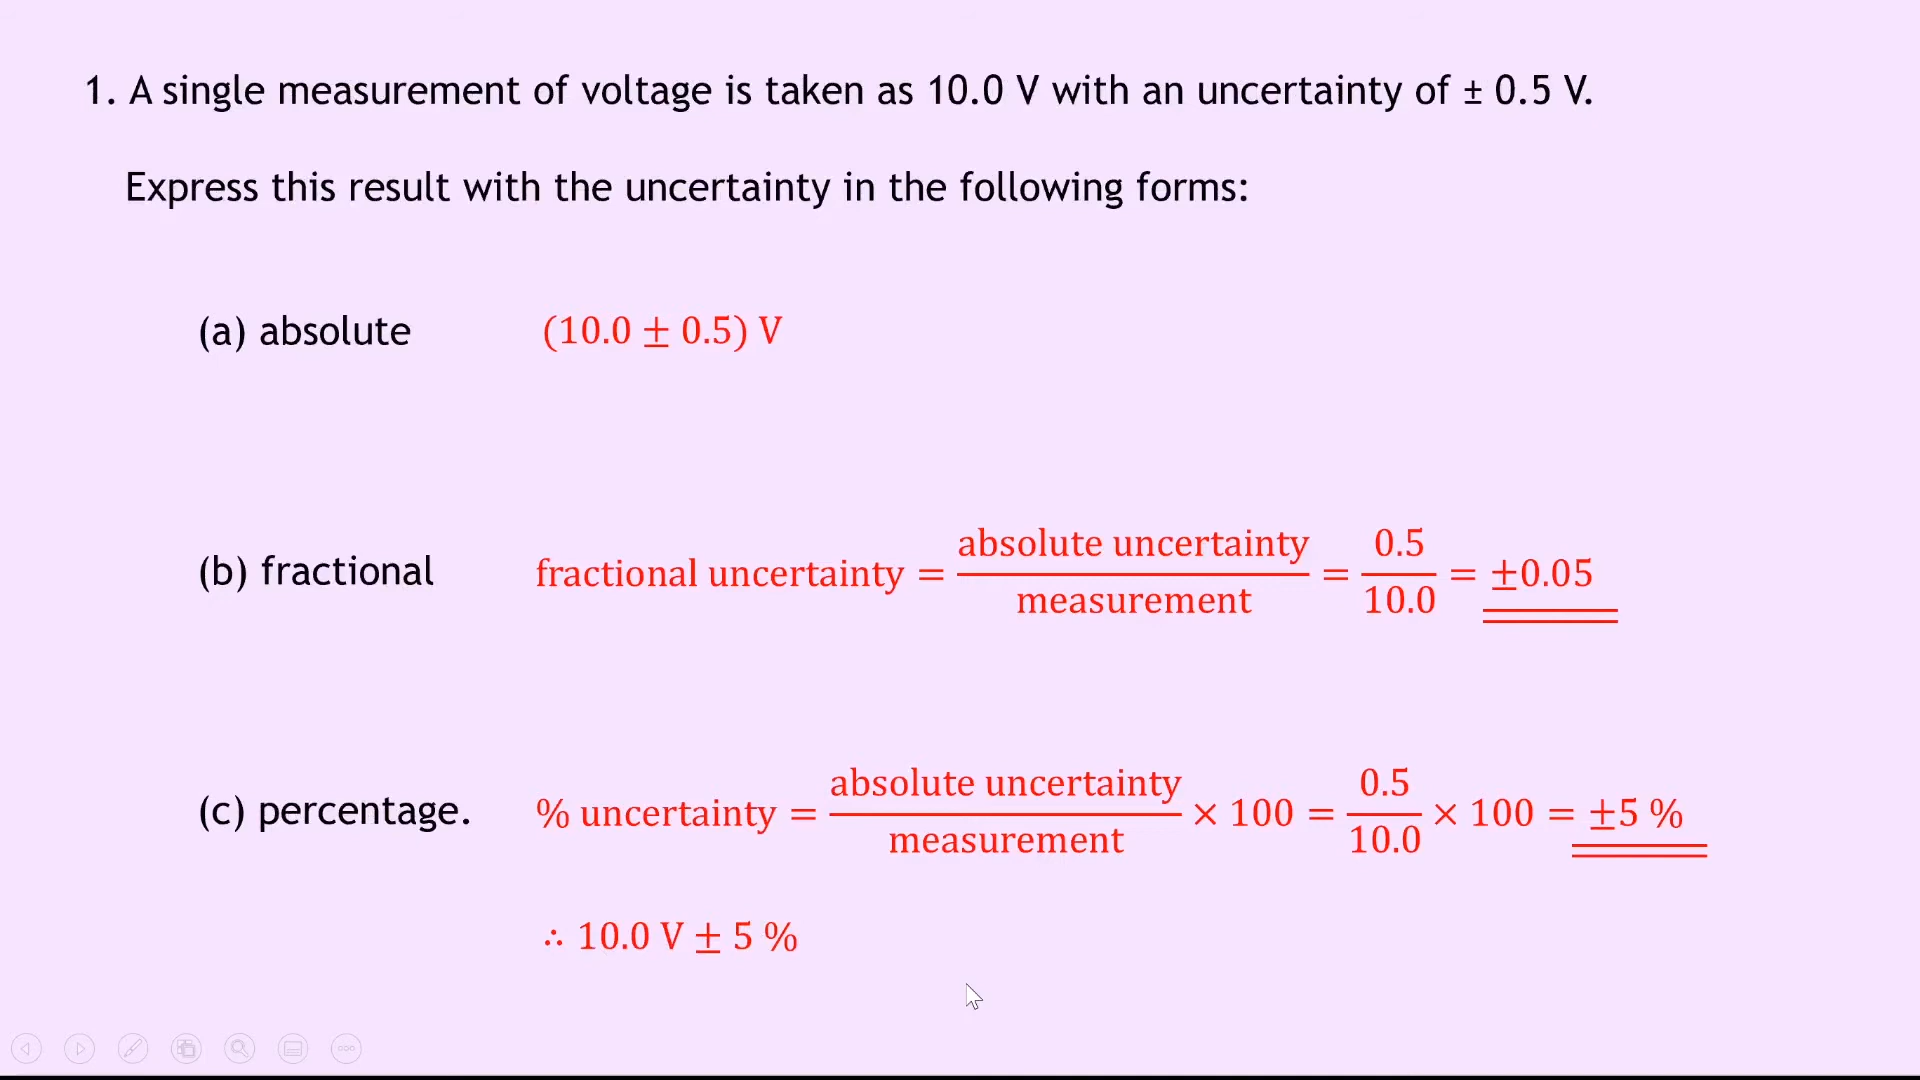 1. A single measurement of voltage is taken as 10.0 V with an uncertainty of ± 0.5 V.
Express this result with the uncertainty in the following forms:
(a) absolute (10.0 ± 0.5) V
(b) fractional fractional uncertainty = absolute uncertainty / measurement = 0.5 / 10.0 = ±0.05
(c) percentage. % uncertainty = absolute uncertainty / measurement × 100 = 0.5 / 10.0 × 100 = ±5 %
∴ 10.0 V ± 5 %